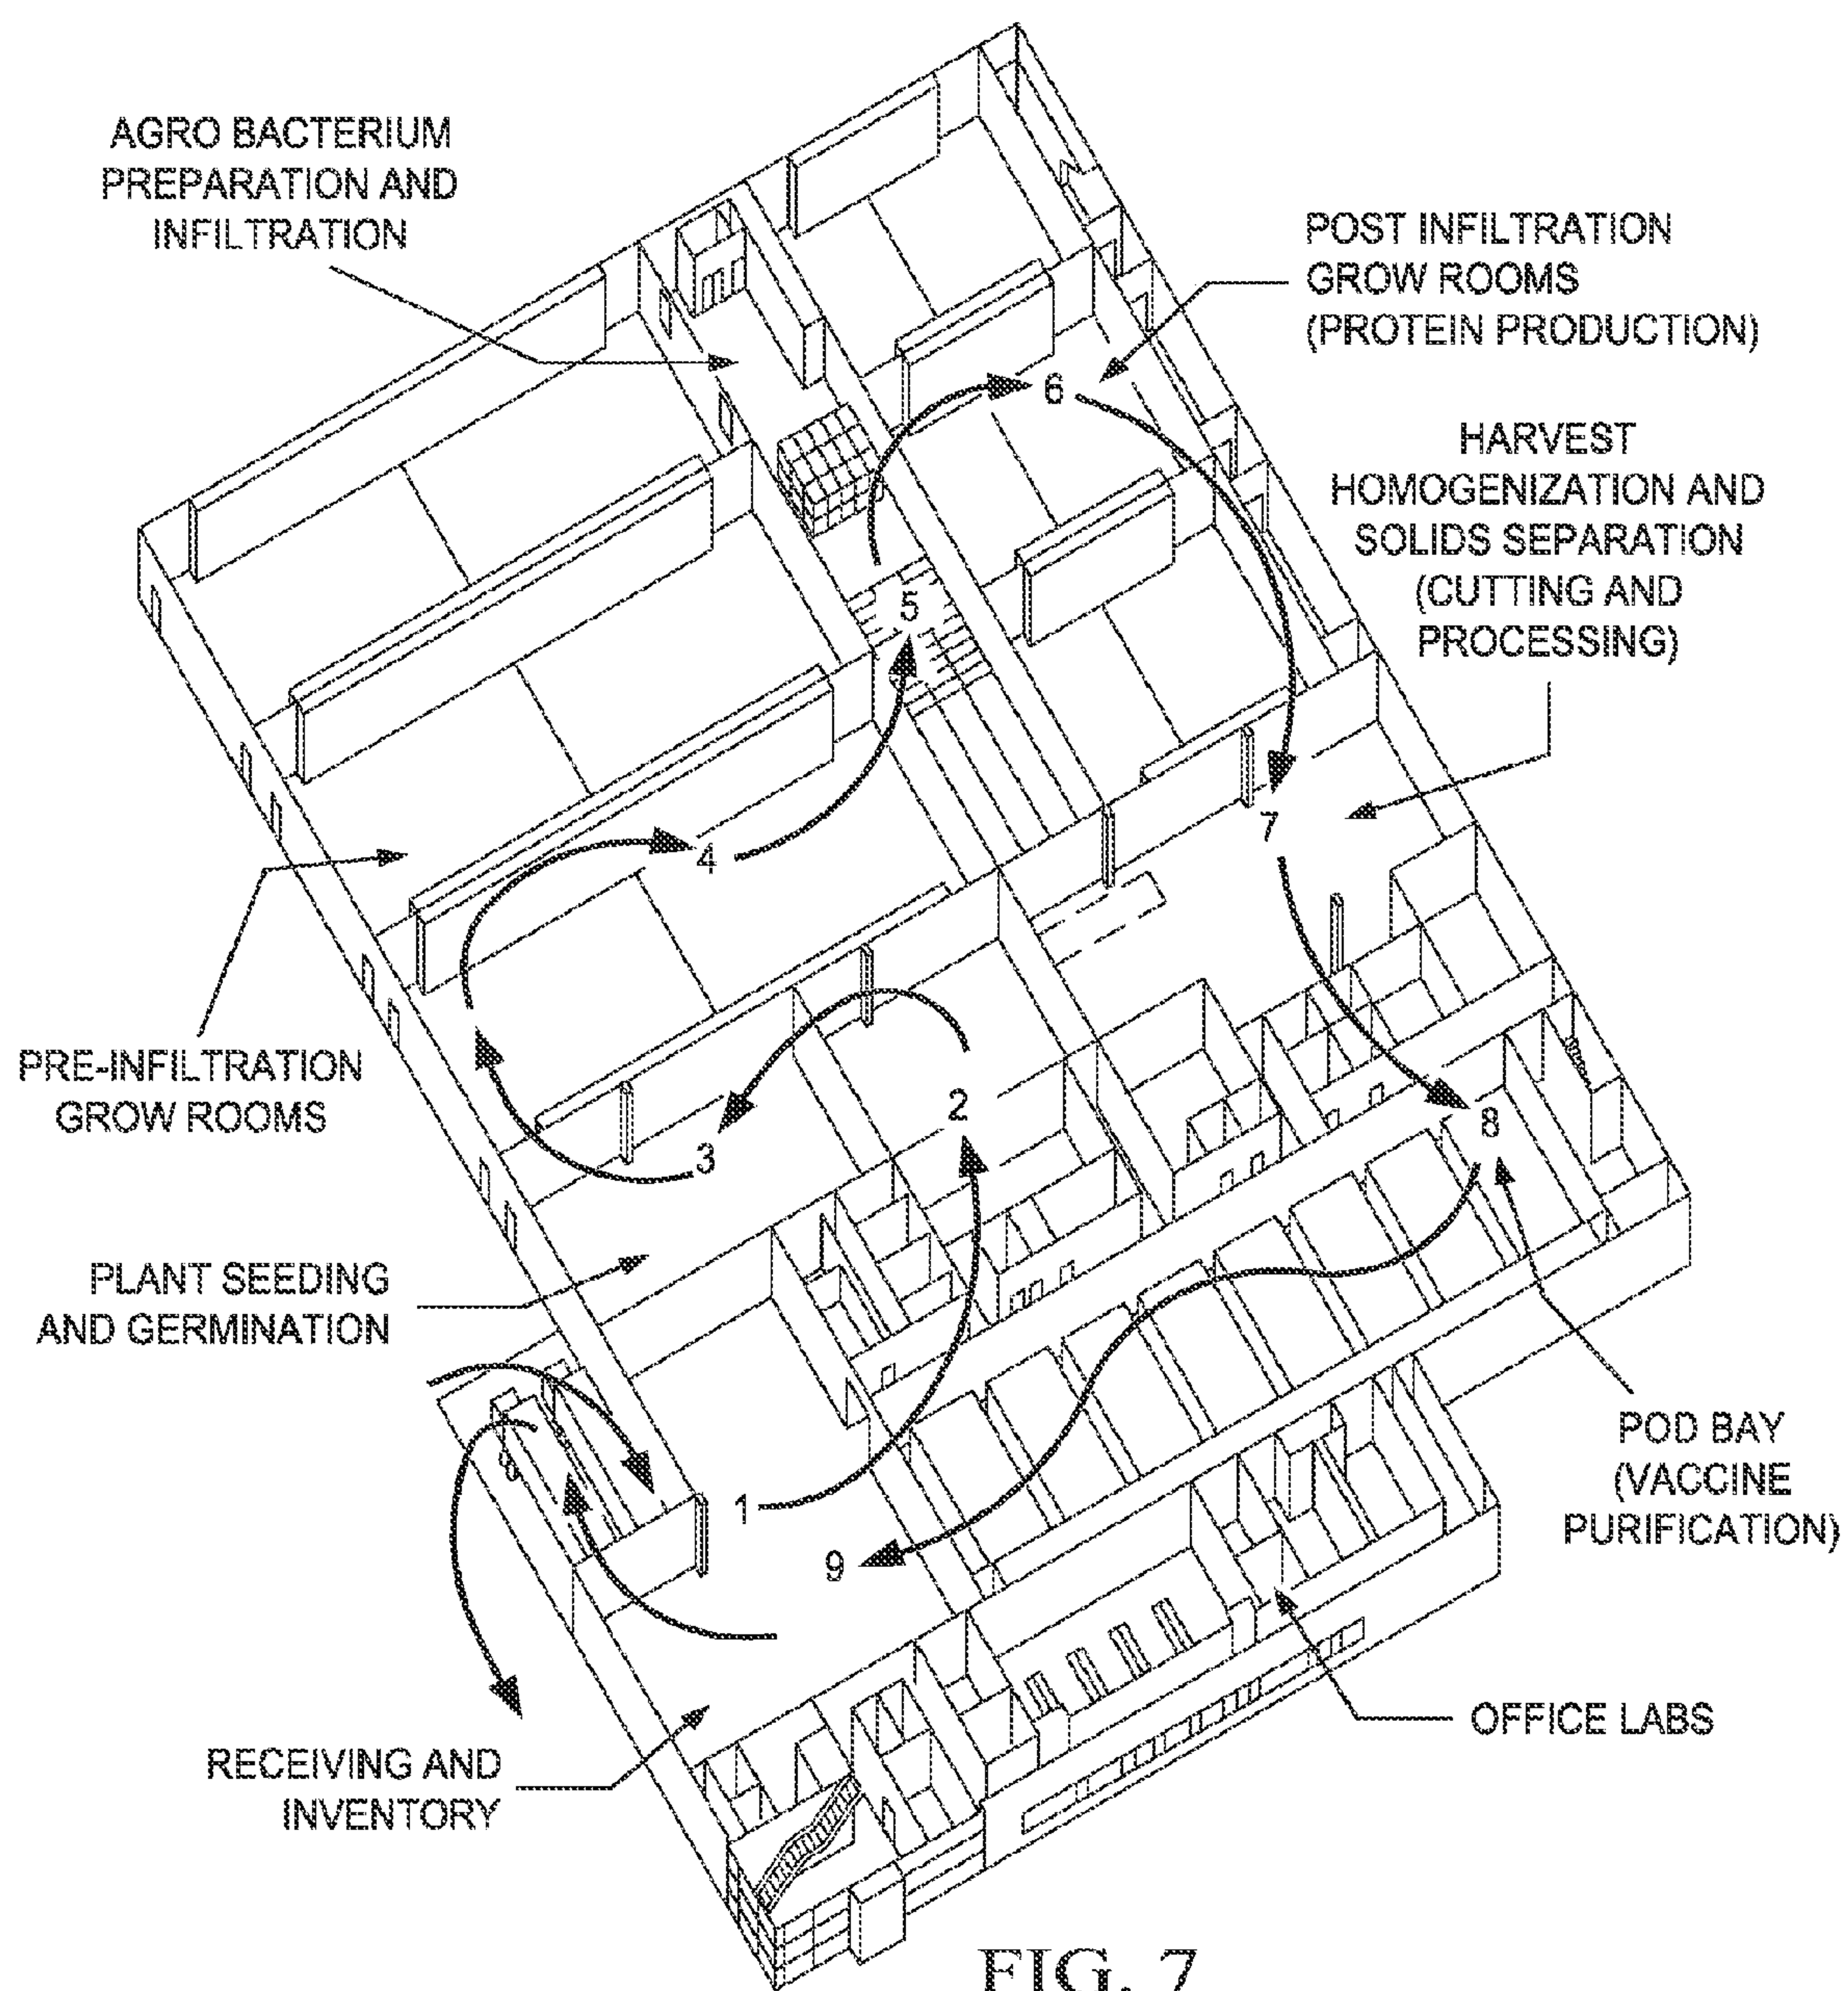 AGRO BACTERIUM
PREPARATION AND
INFILTRATION
POST INFILTRATION
GROW ROOMS
(PROTEIN PRODUCTION)
6
HARVEST
HOMOGENIZATION AND
SOLIDS SEPARATION
(CUTTING AND
PROCESSING)
5
7
4
PRE-INFILTRATION
GROW ROOMS
2
8
3
PLANT SEEDING
AND GERMINATION
POD BAY
(VACCINE
PURIFICATION)
1
9
OFFICE LABS
RECEIVING AND
INVENTORY
FIG. 7